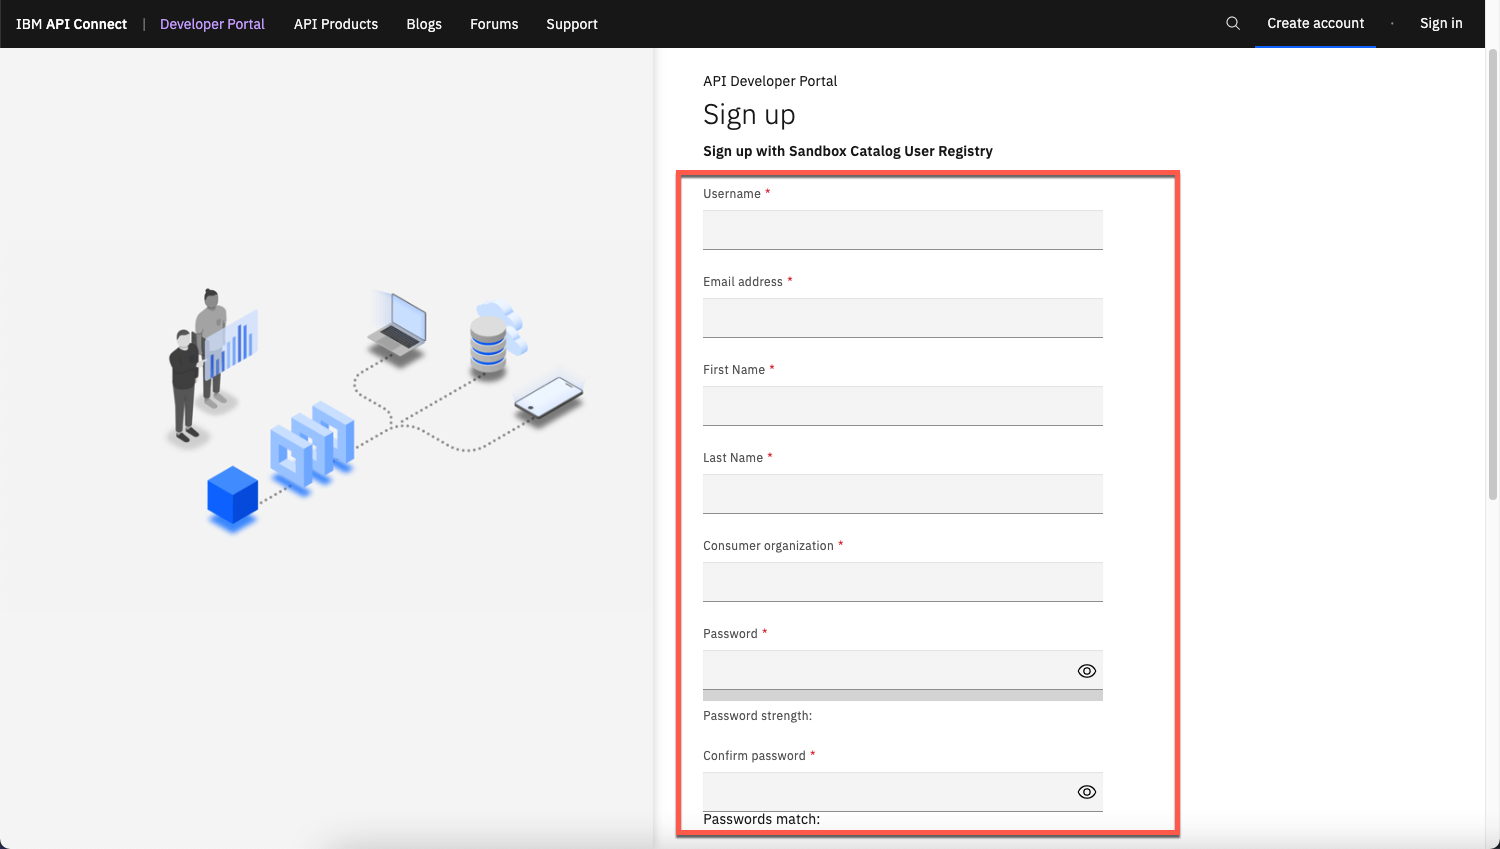 IBM API Connect | Developer Portal API Products Blogs Forums Support Create account · Sign in
API Developer Portal
Sign up
Sign up with Sandbox Catalog User Registry
Username *
Email address *
First Name *
Last Name *
Consumer organization *
Password *
Password strength:
Confirm password *
Passwords match: